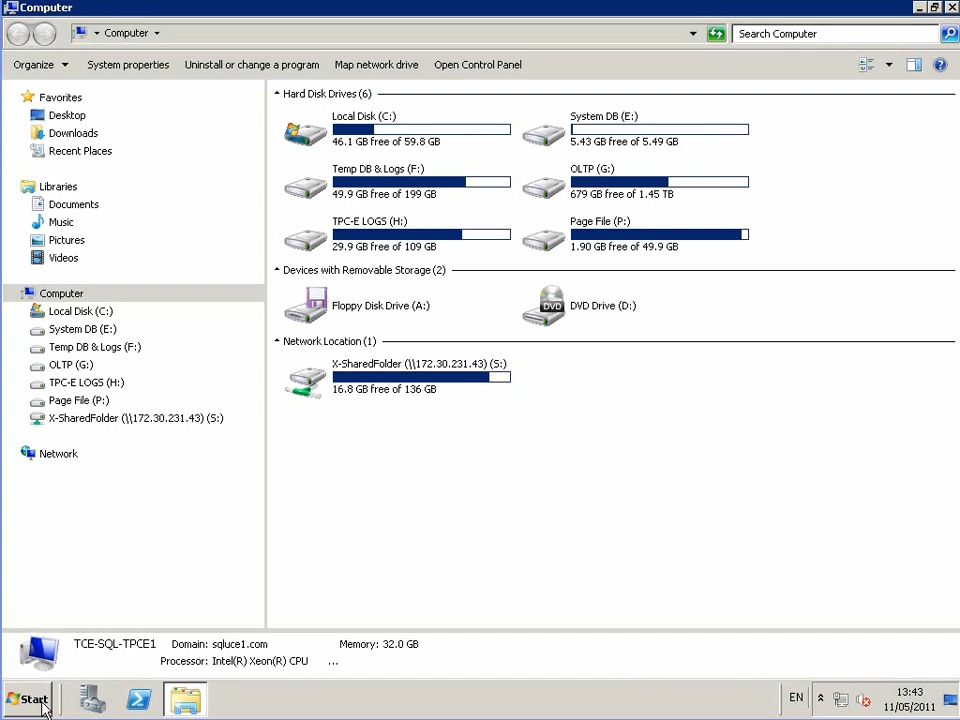 Computer
Computer
Search Computer
Organize
System properties
Uninstall or change a program
Map network drive
Open Control Panel
Favorites
Desktop
Downloads
Recent Places
Libraries
Documents
Music
Pictures
Videos
Computer
Local Disk (C:)
System DB (E:)
Temp DB & Logs (F:)
OLTP (G:)
TPC-E LOGS (H:)
Page File (P:)
X-SharedFolder (\\172.30.231.43) (S:)
Network
Hard Disk Drives (6)
Local Disk (C:)
46.1 GB free of 59.8 GB
System DB (E:)
5.43 GB free of 5.49 GB
Temp DB & Logs (F:)
49.9 GB free of 199 GB
OLTP (G:)
679 GB free of 1.45 TB
TPC-E LOGS (H:)
29.9 GB free of 109 GB
Page File (P:)
1.90 GB free of 49.9 GB
Devices with Removable Storage (2)
Floppy Disk Drive (A:)
DVD
DVD Drive (D:)
Network Location (1)
X-SharedFolder (\\172.30.231.43) (S:)
16.8 GB free of 136 GB
TCE-SQL-TPCE1
Domain: sqluce1.com
Memory: 32.0 GB
Processor: Intel(R) Xeon(R) CPU ...
Start
EN
13:43
11/05/2011